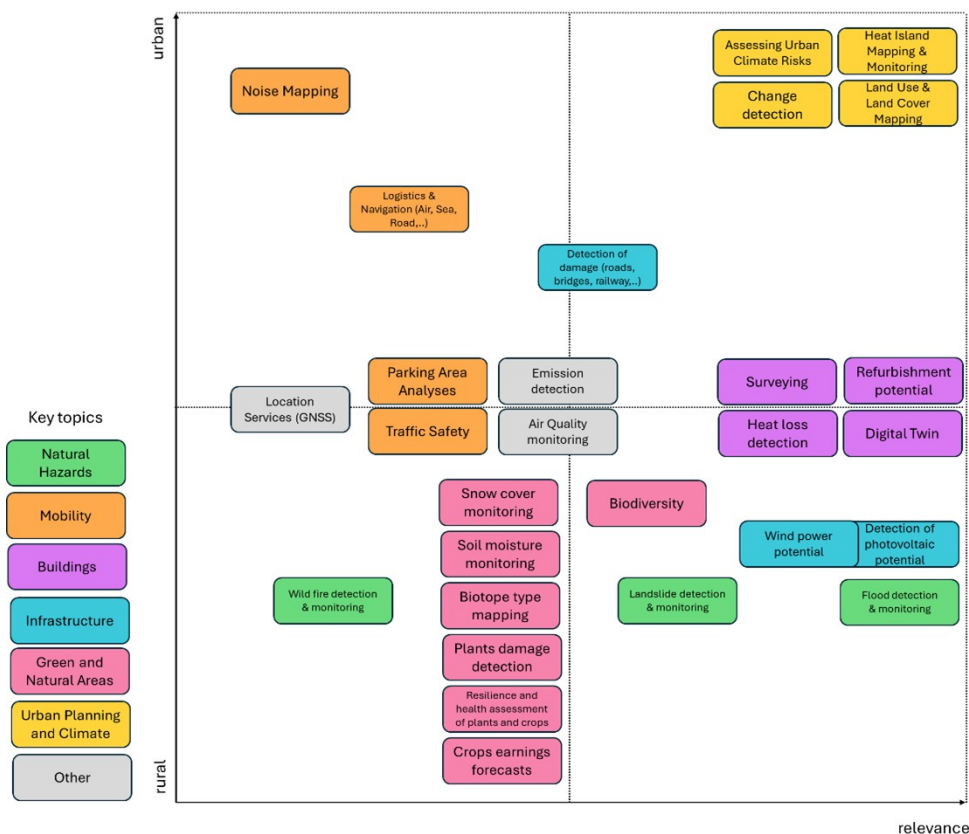 urban
Noise Mapping
Assessing Urban
Climate Risks
Heat Island
Mapping &
Monitoring
Change
detection
Land Use &
Land Cover
Mapping
Logistics &
Navigation (Air, Sea,
Road,..)
Detection of
damage (roads,
bridges, railway,..)
Parking Area
Analyses
Emission
detection
Surveying
Refurbishment
potential
Location
Services (GNSS)
Traffic Safety
Air Quality
monitoring
Heat loss
detection
Digital Twin
Key topics
Natural
Hazards
Mobility
Buildings
Infrastructure
Green and
Natural Areas
Urban Planning
and Climate
Other
Snow cover
monitoring
Biodiversity
Soil moisture
monitoring
Wind power
potential
Detection of
photovoltaic
potential
Wild fire detection
& monitoring
Biotope type
mapping
Landslide detection
& monitoring
Flood detection
& monitoring
Plants damage
detection
Resilience and
health assessment
of plants and crops
Crops earnings
forecasts
rural
relevance